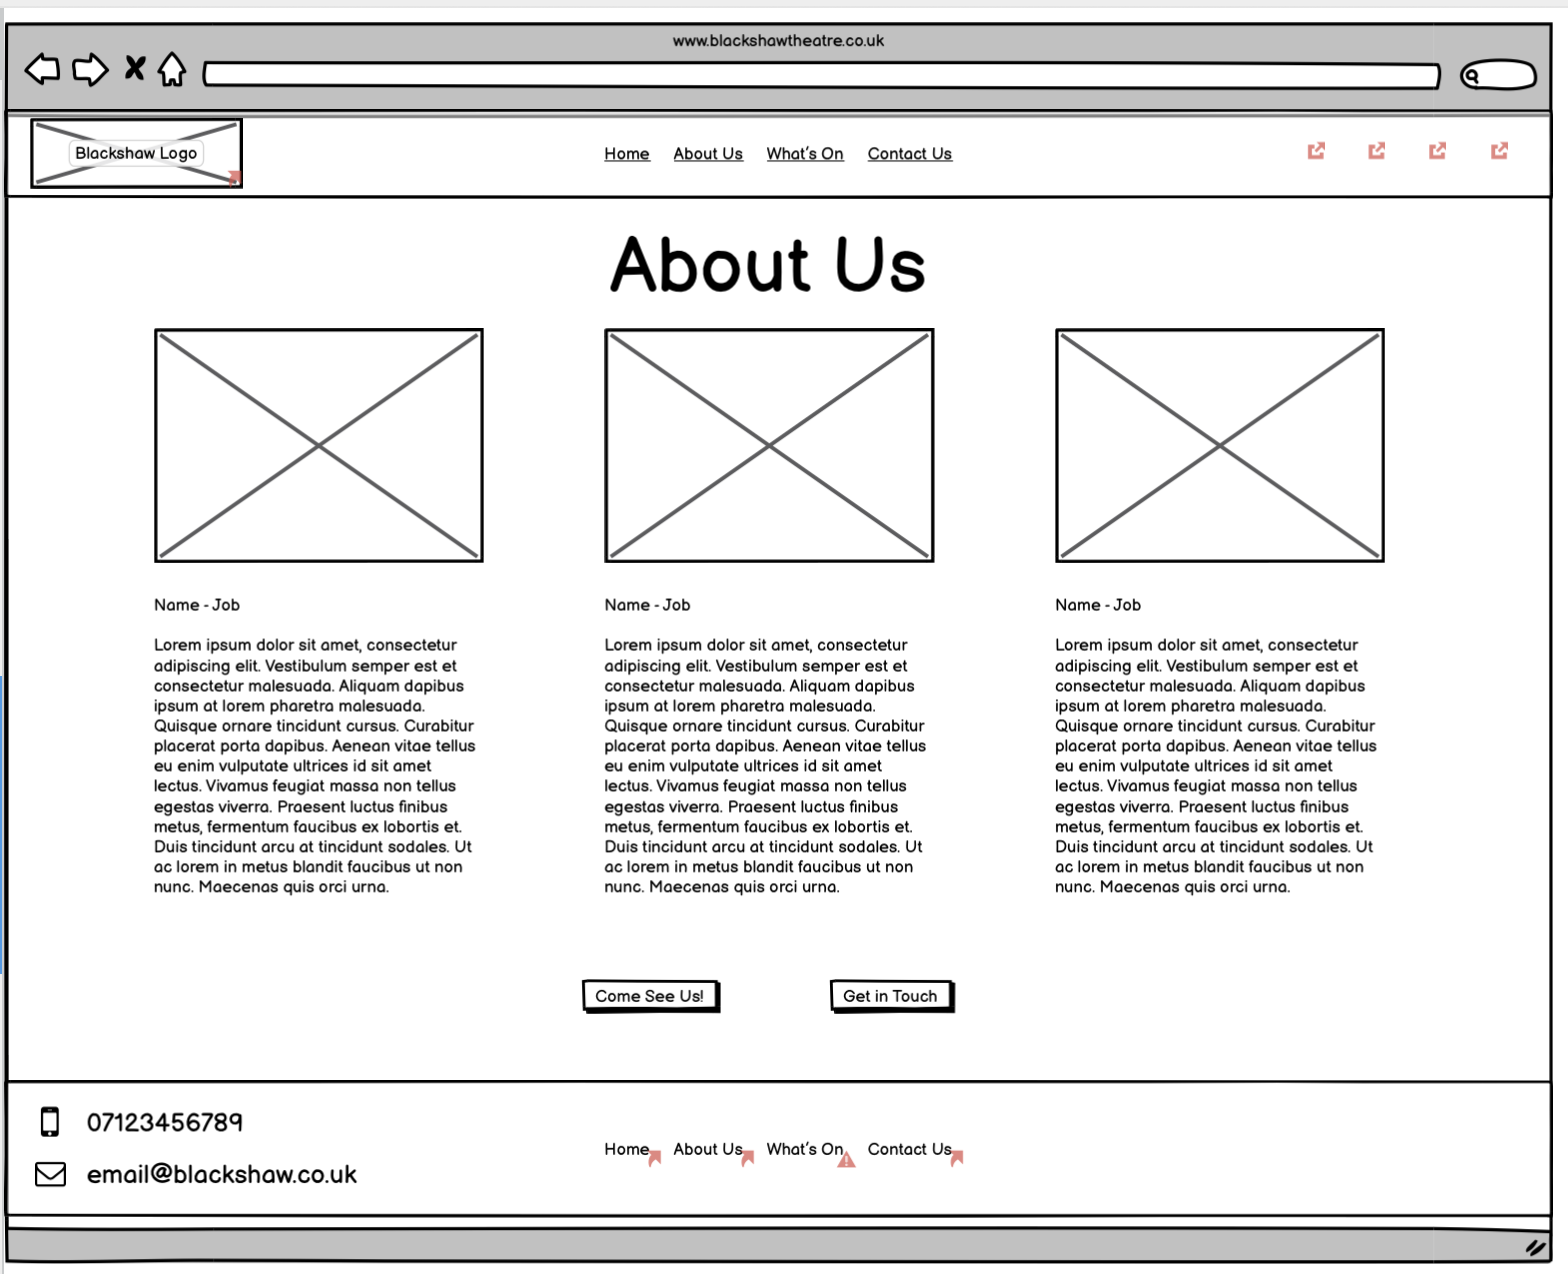 www.blackshawtheatre.co.uk
Blackshaw Logo
Home About Us What's On Contact Us
About Us
Name - Job
Lorem ipsum dolor sit amet, consectetur
adipiscing elit. Vestibulum semper est et
consectetur malesuada. Aliquam dapibus
ipsum at lorem pharetra malesuada.
Quisque ornare tincidunt cursus. Curabitur
placerat porta dapibus. Aenean vitae tellus
eu enim vulputate ultrices id sit amet
lectus. Vivamus feugiat massa non tellus
egestas viverra. Praesent luctus finibus
metus, fermentum faucibus ex lobortis et.
Duis tincidunt arcu at tincidunt sodales. Ut
ac lorem in metus blandit faucibus ut non
nunc. Maecenas quis orci urna.
Name - Job
Lorem ipsum dolor sit amet, consectetur
adipiscing elit. Vestibulum semper est et
consectetur malesuada. Aliquam dapibus
ipsum at lorem pharetra malesuada.
Quisque ornare tincidunt cursus. Curabitur
placerat porta dapibus. Aenean vitae tellus
eu enim vulputate ultrices id sit amet
lectus. Vivamus feugiat massa non tellus
egestas viverra. Praesent luctus finibus
metus, fermentum faucibus ex lobortis et.
Duis tincidunt arcu at tincidunt sodales. Ut
ac lorem in metus blandit faucibus ut non
nunc. Maecenas quis orci urna.
Name - Job
Lorem ipsum dolor sit amet, consectetur
adipiscing elit. Vestibulum semper est et
consectetur malesuada. Aliquam dapibus
ipsum at lorem pharetra malesuada.
Quisque ornare tincidunt cursus. Curabitur
placerat porta dapibus. Aenean vitae tellus
eu enim vulputate ultrices id sit amet
lectus. Vivamus feugiat massa non tellus
egestas viverra. Praesent luctus finibus
metus, fermentum faucibus ex lobortis et.
Duis tincidunt arcu at tincidunt sodales. Ut
ac lorem in metus blandit faucibus ut non
nunc. Maecenas quis orci urna.
Come See Us!
Get in Touch
07123456789
email@blackshaw.co.uk
Home About Us What's On Contact Us